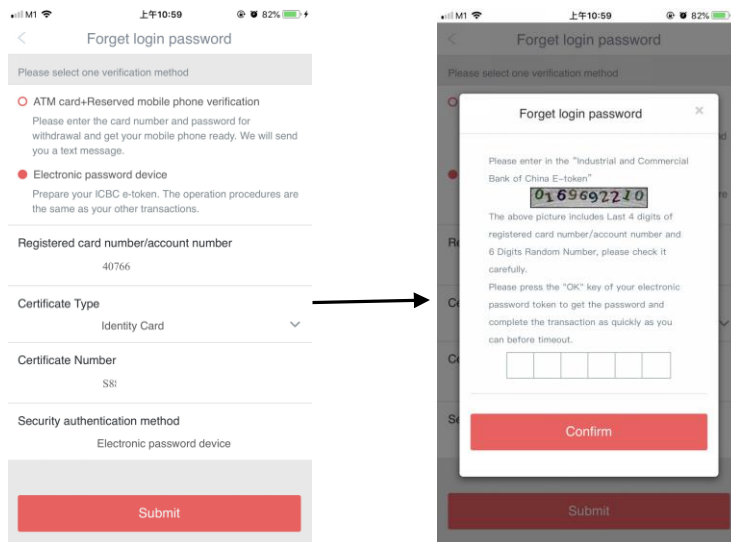 M1 上午10:59 82%
Forget login password
Please select one verification method
ATM card+Reserved mobile phone verification
Please enter the card number and password for
withdrawal and get your mobile phone ready. We will send
you a text message.
Electronic password device
Prepare your ICBC e-token. The operation procedures are
the same as your other transactions.
Registered card number/account number
40766
Certificate Type
Identity Card
Certificate Number
Security authentication method
Electronic password device
Submit
M1 上午10:59 82%
Forget login password
Please select one verification method
Forget login password ×
Please enter in the "Industrial and Commercial
Bank of China E-token"
0169692210
The above picture includes Last 4 digits of
registered card number/account number and
6 Digits Random Number, please check it
carefully.
Please press the "OK" key of your electronic
password token to get the password and
complete the transaction as quickly as you
can before timeout.
Confirm
Submit